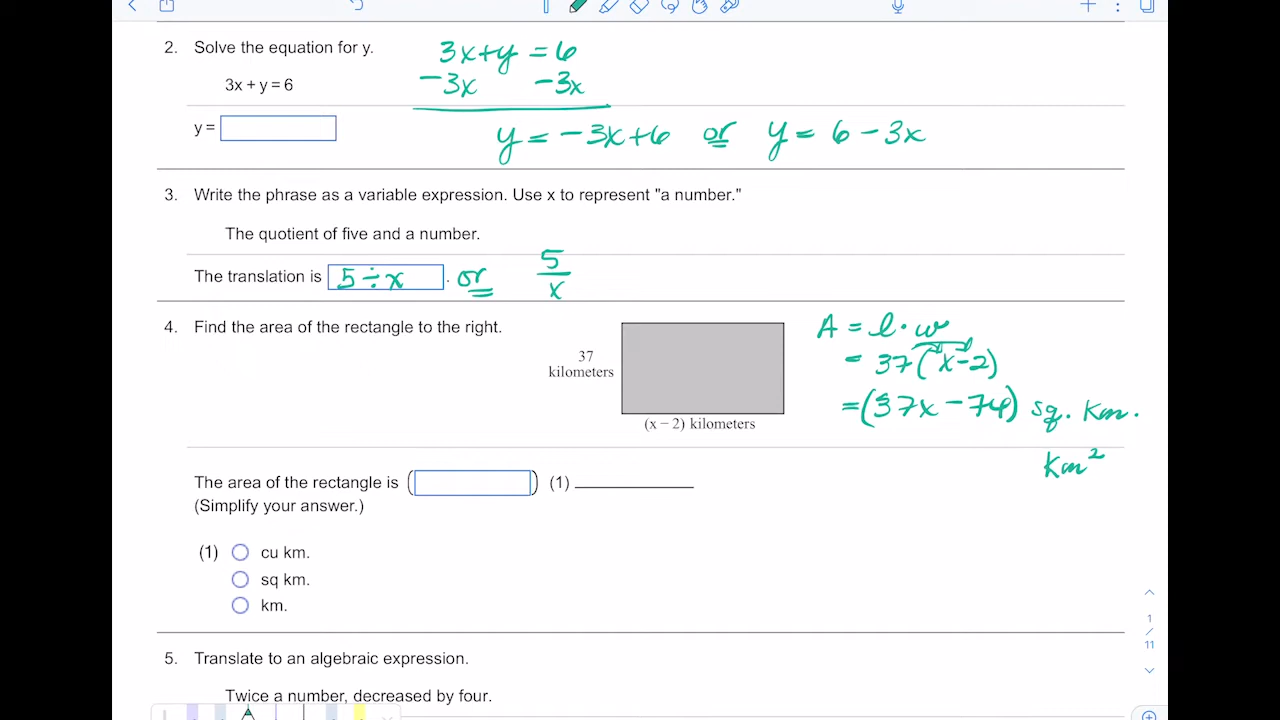 2. Solve the equation for y.
3x+y = 6
3x + y = 6
-3x -3x
y =
y = -3x+6 or y = 6 - 3x
3. Write the phrase as a variable expression. Use x to represent "a number."
The quotient of five and a number.
The translation is 5 ÷ x . or 5/x
4. Find the area of the rectangle to the right.
37
kilometers
(x − 2) kilometers
A = l · w
= 37(x-2)
= (37x - 74) sq. km.
km²
The area of the rectangle is ( ) (1)
(Simplify your answer.)
(1) cu km.
sq km.
km.
5. Translate to an algebraic expression.
Twice a number, decreased by four.
1
/
11